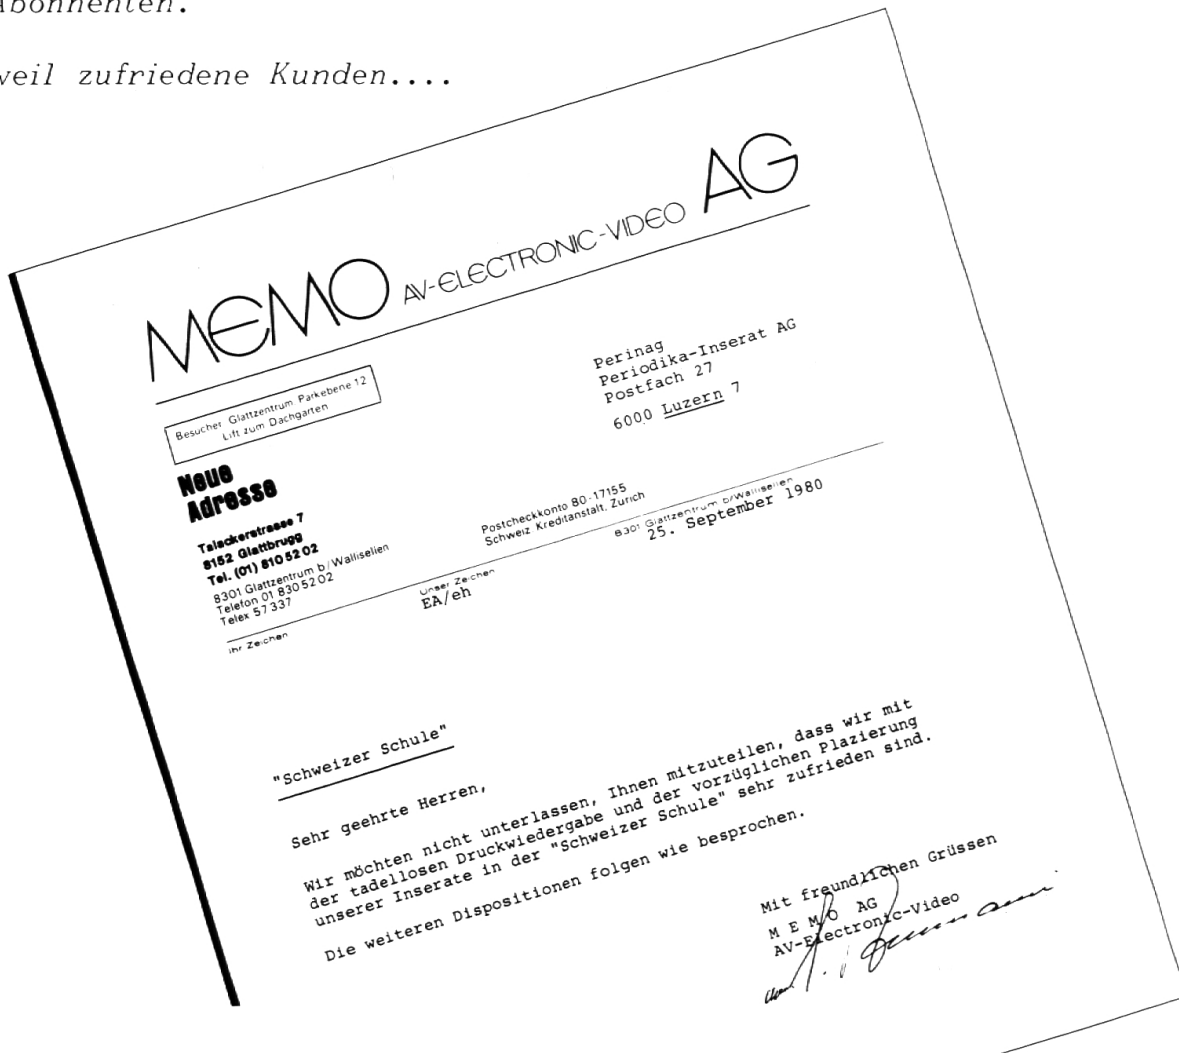 Abonnenten.
weil zufriedene Kunden....
MEMO AV-ELECTRONIC-VIDEO AG
Besucher Glattzentrum Parkebene 12
Lift zum Dachgarten
Perinag
Periodika-Inserat AG
Postfach 27
6000 Luzern 7
Neue
Adresse
Talackerstrasse 7
8152 Glattbrugg
Tel. (01) 810 52 02
8301 Glattzentrum b/Wallisellen
Telefon 01 830 52 02
Telex 57 337
Postcheckkonto 80-17155
Schweiz Kreditanstalt, Zürich
8301 Glattzentrum b/Wallisellen
25. September 1980
Ihr Zeichen
Unser Zeichen
EA/eh
"Schweizer Schule"
Sehr geehrte Herren,
Wir möchten nicht unterlassen, Ihnen mitzuteilen, dass wir mit
der tadellosen Druckwiedergabe und der vorzüglichen Plazierung
unserer Inserate in der "Schweizer Schule" sehr zufrieden sind.
Die weiteren Dispositionen folgen wie besprochen.
Mit freundlichen Grüssen
M E M O AG
AV-Electronic-Video